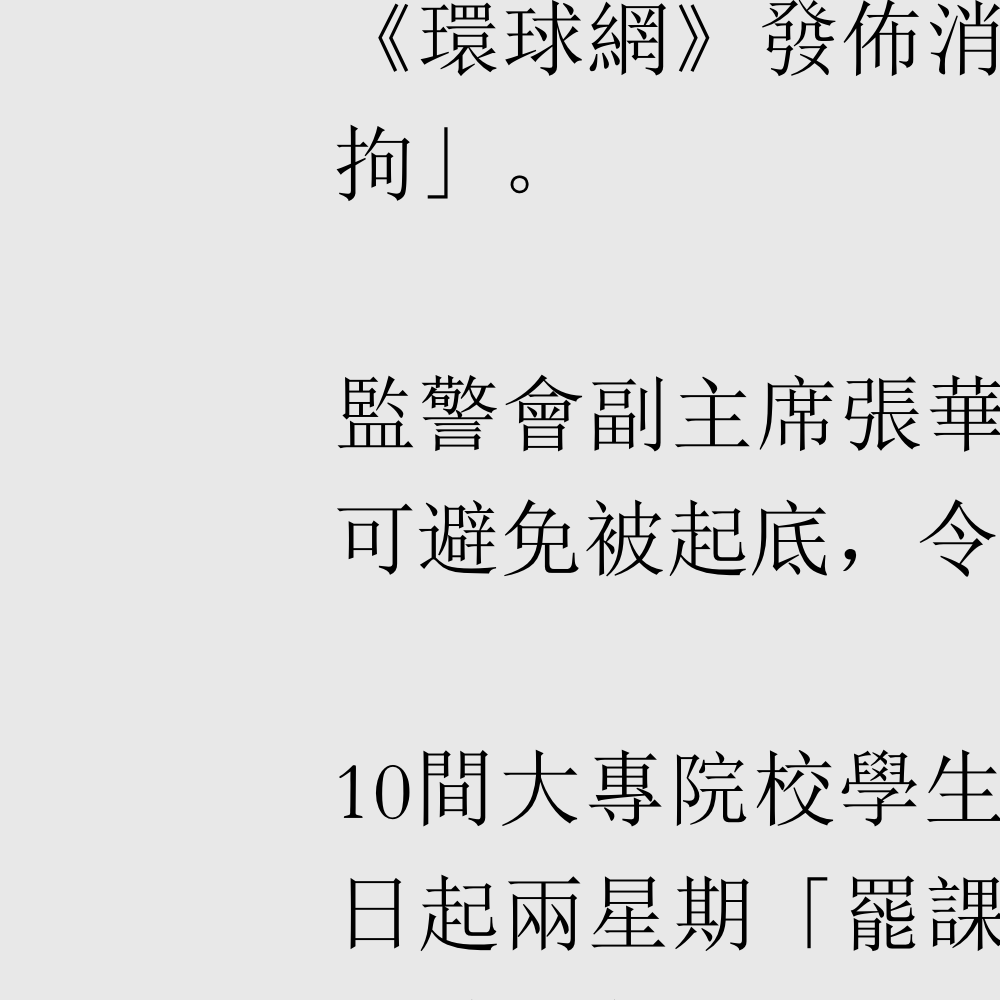 《環球網》發佈消
拘」。
監警會副主席張華
可避免被起底，令
10間大專院校學生
日起兩星期「罷課